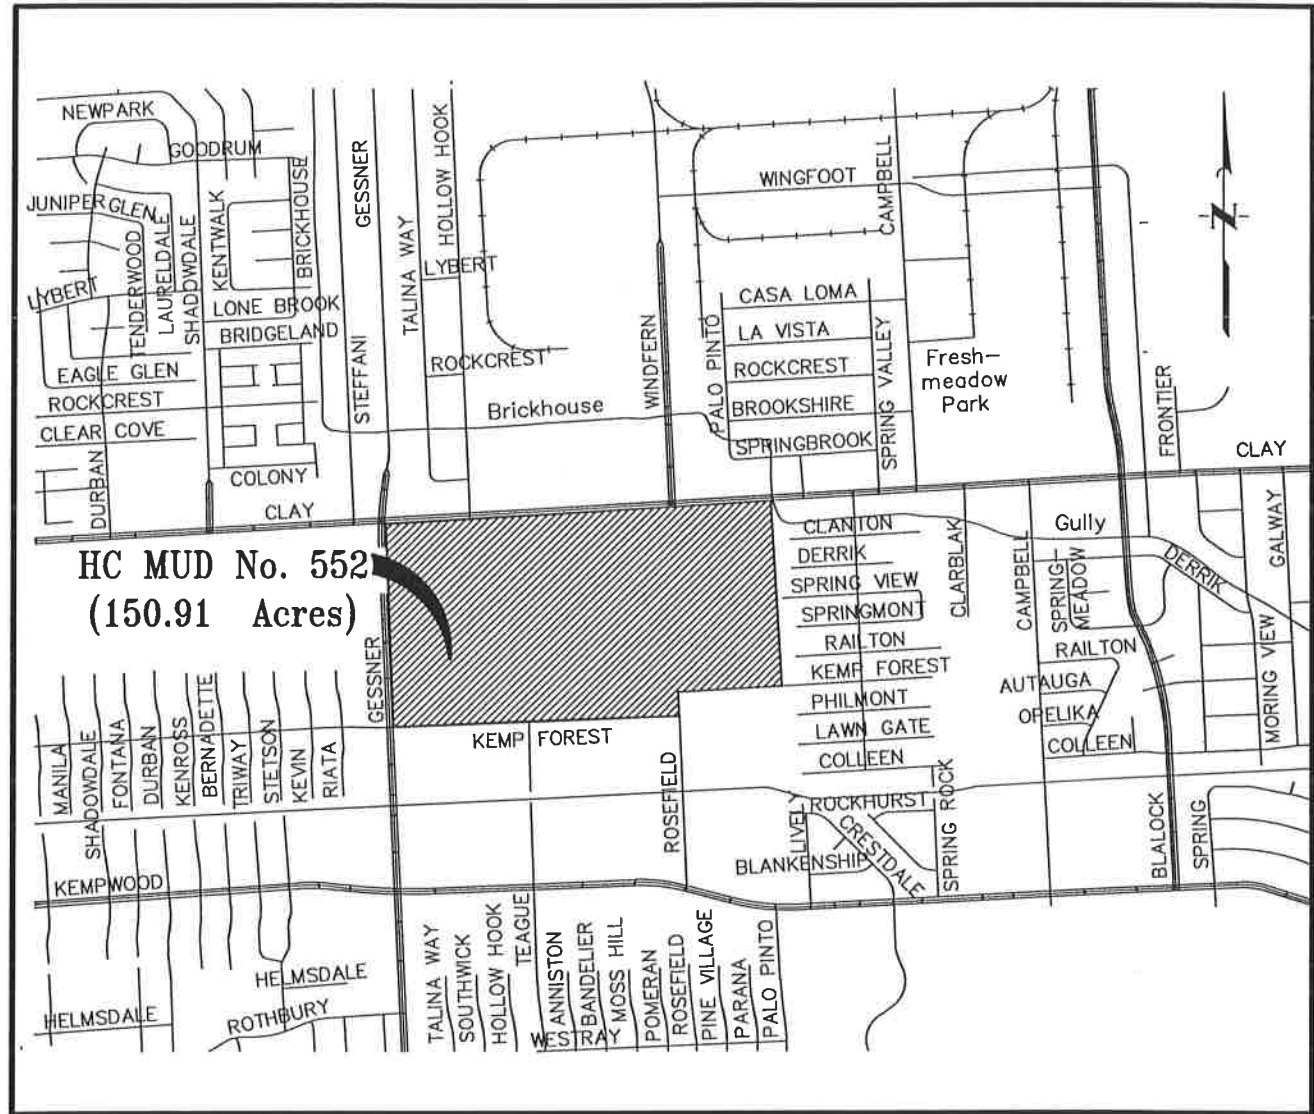 NEWPARK
GOODRUM
JUNIPER GLEN
TENDERWOOD
LAURELDALE
SHADOWDALE
KENTWALK
BRICKHOUSE
LYBERT
LONE BROOK
BRIDGELAND
EAGLE GLEN
ROCKCREST
CLEAR COVE
DURBAN
COLONY
CLAY
STEFFANI
GESSNER
TALINA WAY
HOLLOW HOOK
LYBERT
ROCKCREST
Brickhouse
WINDFERN
WINGFOOT
CAMPBELL
PALO PINTO
CASA LOMA
LA VISTA
ROCKCREST
BROOKSHIRE
SPRINGBROOK
SPRING VALLEY
Fresh-
meadow
Park
FRONTIER
CLAY
N
HC MUD No. 552
(150.91 Acres)
GESSNER
CLANTON
DERRIK
SPRING VIEW
SPRINGMONT
RAILTON
KEMP FOREST
PHILMONT
LAWN GATE
COLLEEN
CLARBLAK
CAMPBELL
Gully
SPRING-
MEADOW
DERRIK
GALWAY
RAILTON
AUTAUGA
OPELIKA
COLLEEN
MORING VIEW
MANILA
SHADOWDALE
FONTANA
DURBAN
KENROSS
BERNADETTE
TRIWAY
STETSON
KEVIN
RIATA
KEMP FOREST
ROSEFIELD
LIVELY
ROCKHURST
CRESTDALE
BLANKENSHIP
SPRING ROCK
BLALOCK
SPRING
KEMPWOOD
HELMSDALE
HELMSDALE
ROTHBURY
TALINA WAY
SOUTHWICK
HOLLOW HOOK
TEAGUE
ANNISTON
BANDELIER
MOSS HILL
POMERAN
ROSEFIELD
PINE VILLAGE
PARANA
PALO PINTO
WESTRAY